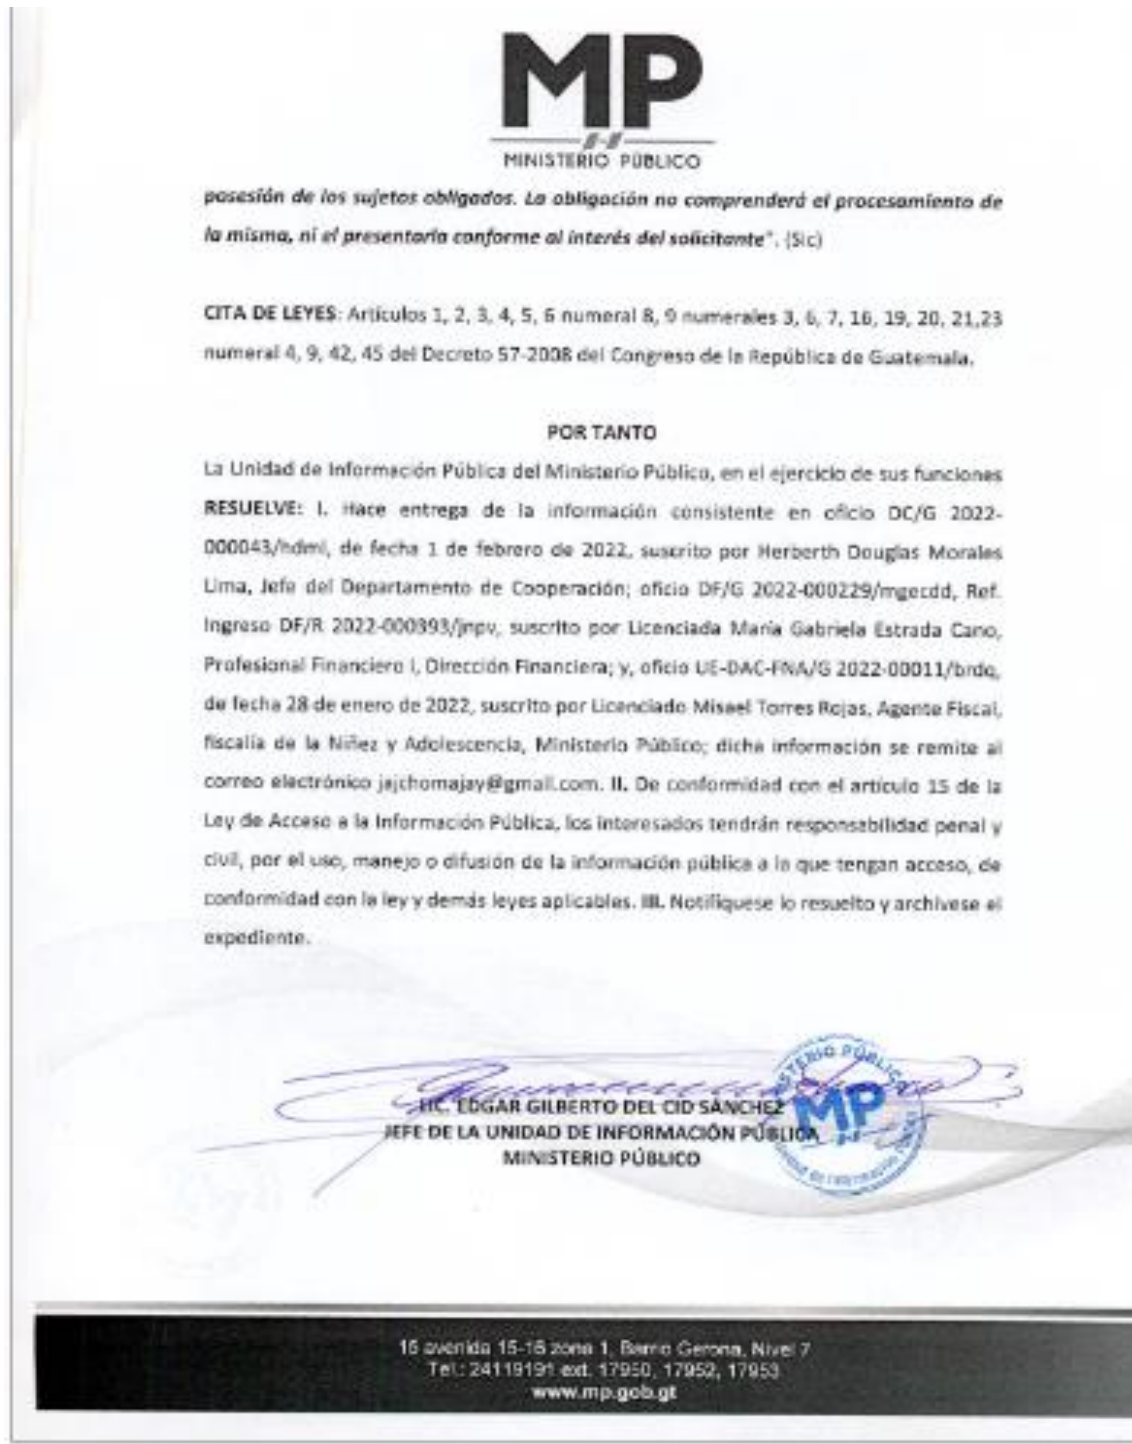 MP
MINISTERIO PÚBLICO
posesión de los sujetos obligados. La obligación no comprenderá el procesamiento de
la misma, ni el presentarla conforme al interés del solicitante". (Sic)
CITA DE LEYES: Artículos 1, 2, 3, 4, 5, 6 numeral 8, 9 numerales 3, 6, 7, 16, 19, 20, 21,23
numeral 4, 9, 42, 45 del Decreto 57-2008 del Congreso de la República de Guatemala.
POR TANTO
La Unidad de Información Pública del Ministerio Público, en el ejercicio de sus funciones
RESUELVE: I. Hace entrega de la información consistente en oficio DC/G 2022-
000043/hdml, de fecha 1 de febrero de 2022, suscrito por Herberth Douglas Morales
Lima, Jefe del Departamento de Cooperación; oficio DF/G 2022-000229/mgecdd, Ref.
Ingreso DF/R 2022-000393/jnpv, suscrito por Licenciada María Gabriela Estrada Cano,
Profesional Financiero I, Dirección Financiera; y, oficio UE-DAC-FNA/G 2022-00011/brdq,
de fecha 28 de enero de 2022, suscrito por Licenciado Misael Torres Rojas, Agente Fiscal,
fiscalía de la Niñez y Adolescencia, Ministerio Público; dicha información se remite al
correo electrónico jajchomajay@gmail.com. II. De conformidad con el artículo 15 de la
Ley de Acceso a la Información Pública, los interesados tendrán responsabilidad penal y
civil, por el uso, manejo o difusión de la información pública a la que tengan acceso, de
conformidad con la ley y demás leyes aplicables. III. Notifíquese lo resuelto y archívese el
expediente.
LIC. EDGAR GILBERTO DEL CID SÁNCHEZ
JEFE DE LA UNIDAD DE INFORMACIÓN PÚBLICA
MINISTERIO PÚBLICO
MINISTERIO PÚBLICO
MP
15 avenida 15-16 zona 1, Barrio Gerona, Nivel 7
Tel.: 24119191 ext. 17950, 17952, 17953
www.mp.gob.gt